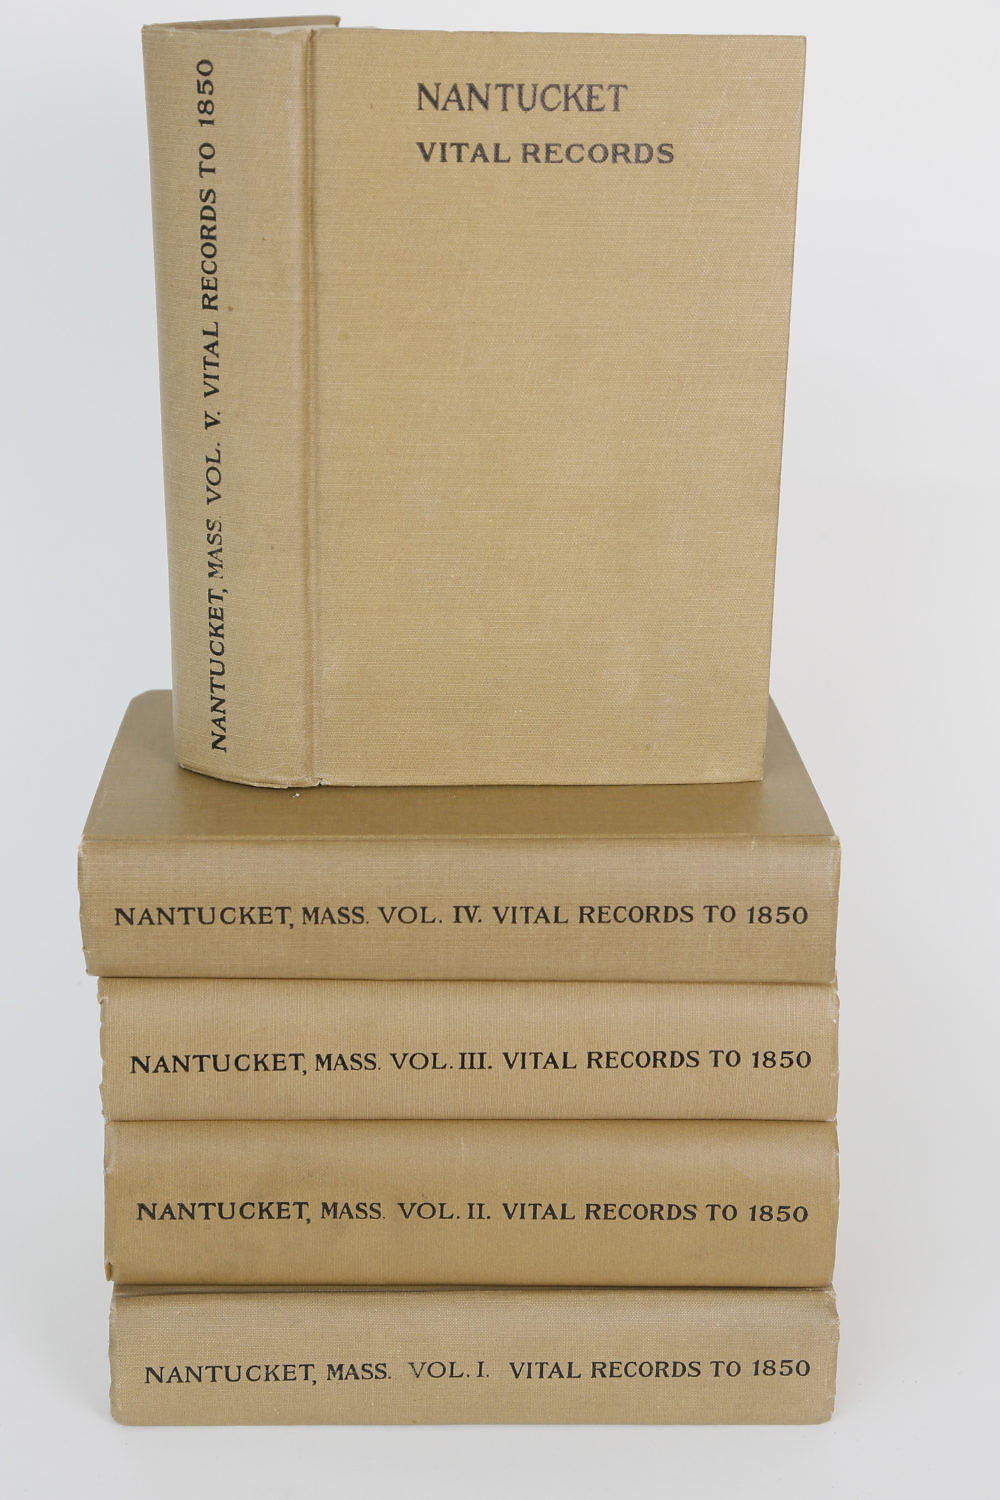 NANTUCKET
VITAL RECORDS
NANTUCKET, MASS. VOL. V. VITAL RECORDS TO 1850
NANTUCKET, MASS. VOL. IV. VITAL RECORDS TO 1850
NANTUCKET, MASS. VOL. III. VITAL RECORDS TO 1850
NANTUCKET, MASS. VOL. II. VITAL RECORDS TO 1850
NANTUCKET, MASS. VOL. I. VITAL RECORDS TO 1850